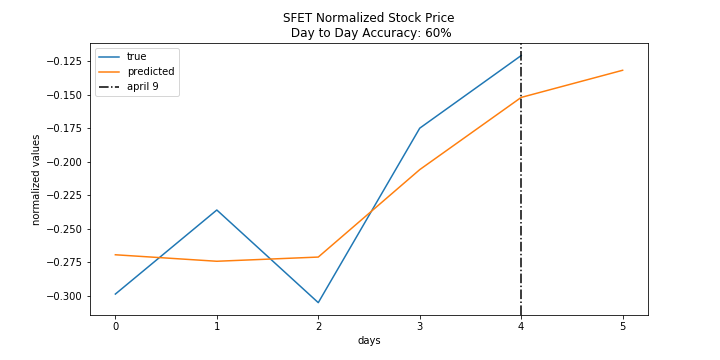 SFET Normalized Stock Price
Day to Day Accuracy: 60%
true
predicted
april 9
normalized values
−0.125
−0.150
−0.175
−0.200
−0.225
−0.250
−0.275
−0.300
0 1 2 3 4 5
days